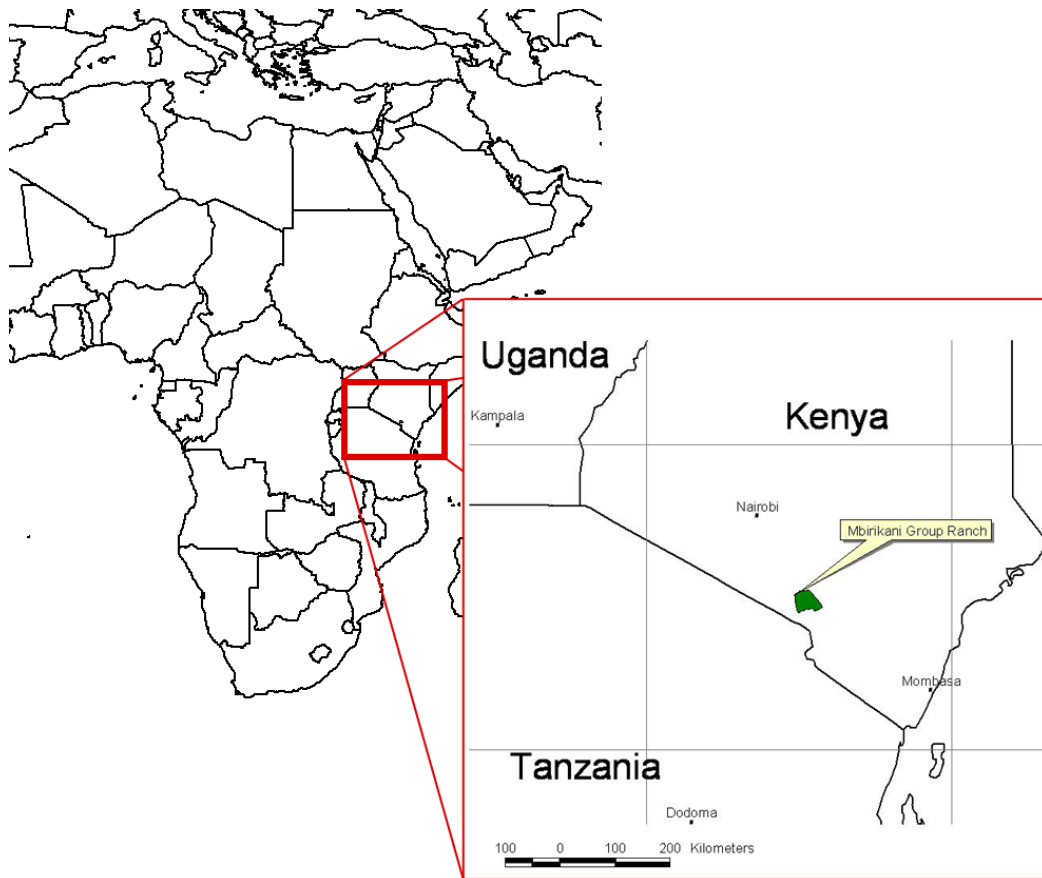 Uganda
Kampala
Kenya
Nairobi
Mbirikani Group Ranch
Mombasa
Tanzania
Dodoma
100 0 100 200 Kilometers